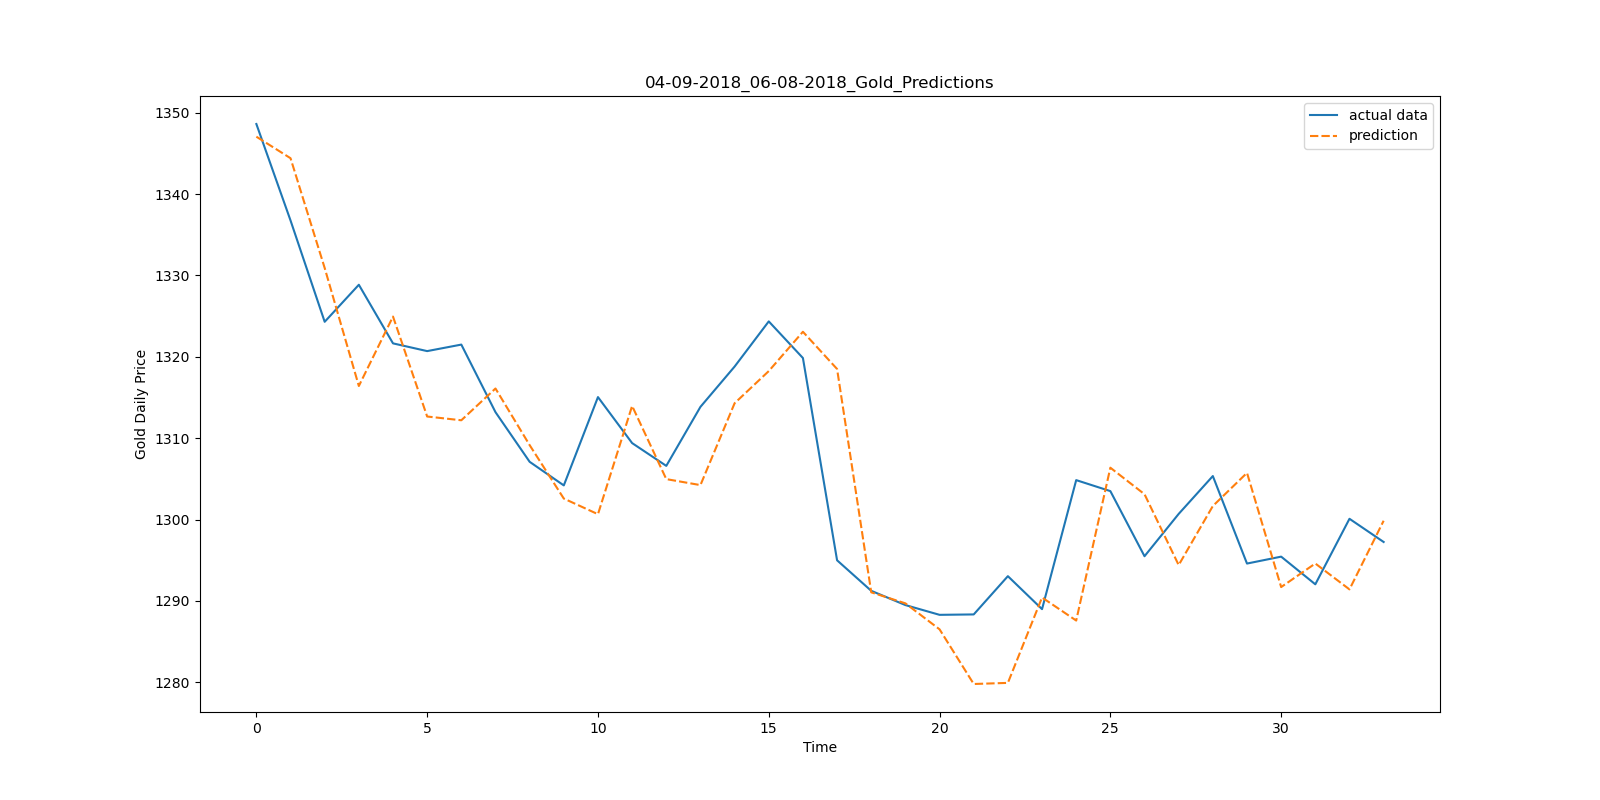 04-09-2018_06-08-2018_Gold_Predictions
actual data
prediction
1350
1340
1330
1320
1310
1300
1290
1280
Gold Daily Price
0 5 10 15 20 25 30
Time